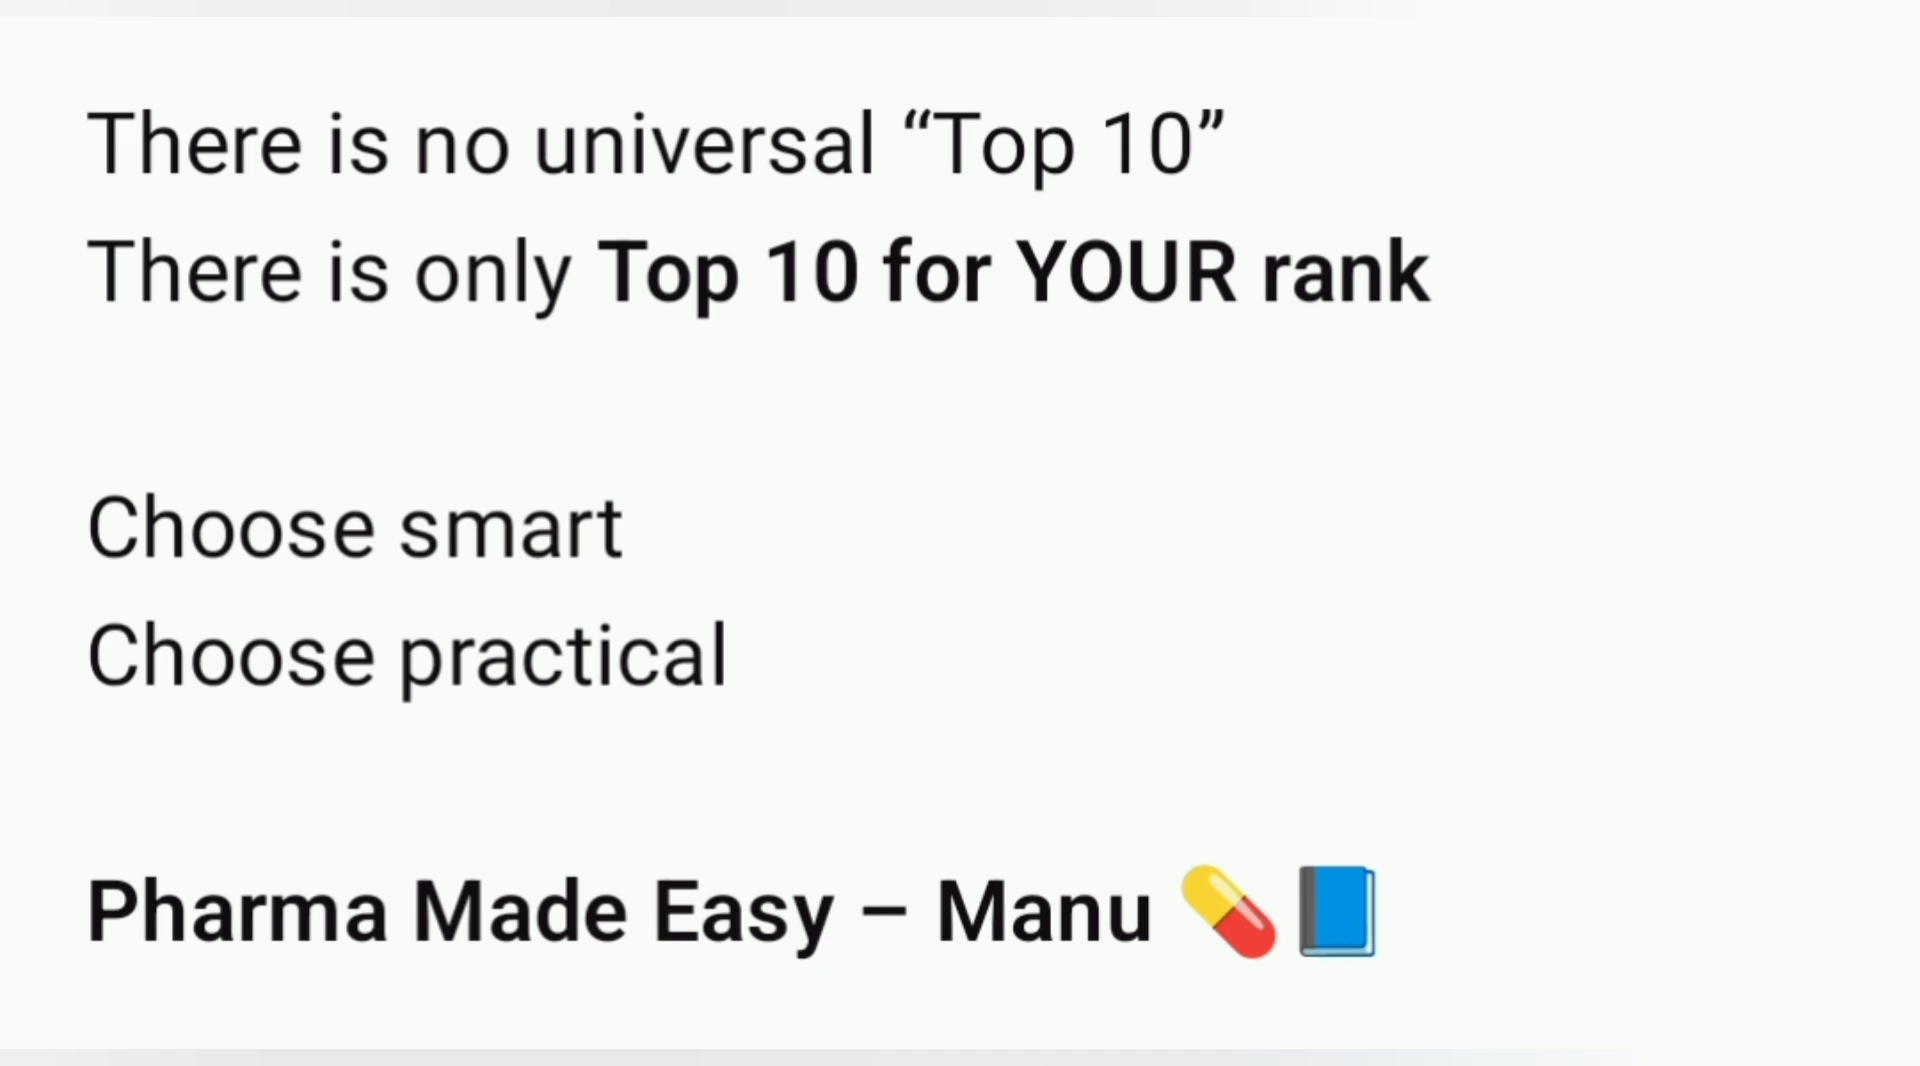 There is no universal “Top 10”
There is only Top 10 for YOUR rank
Choose smart
Choose practical
Pharma Made Easy – Manu 💊📘